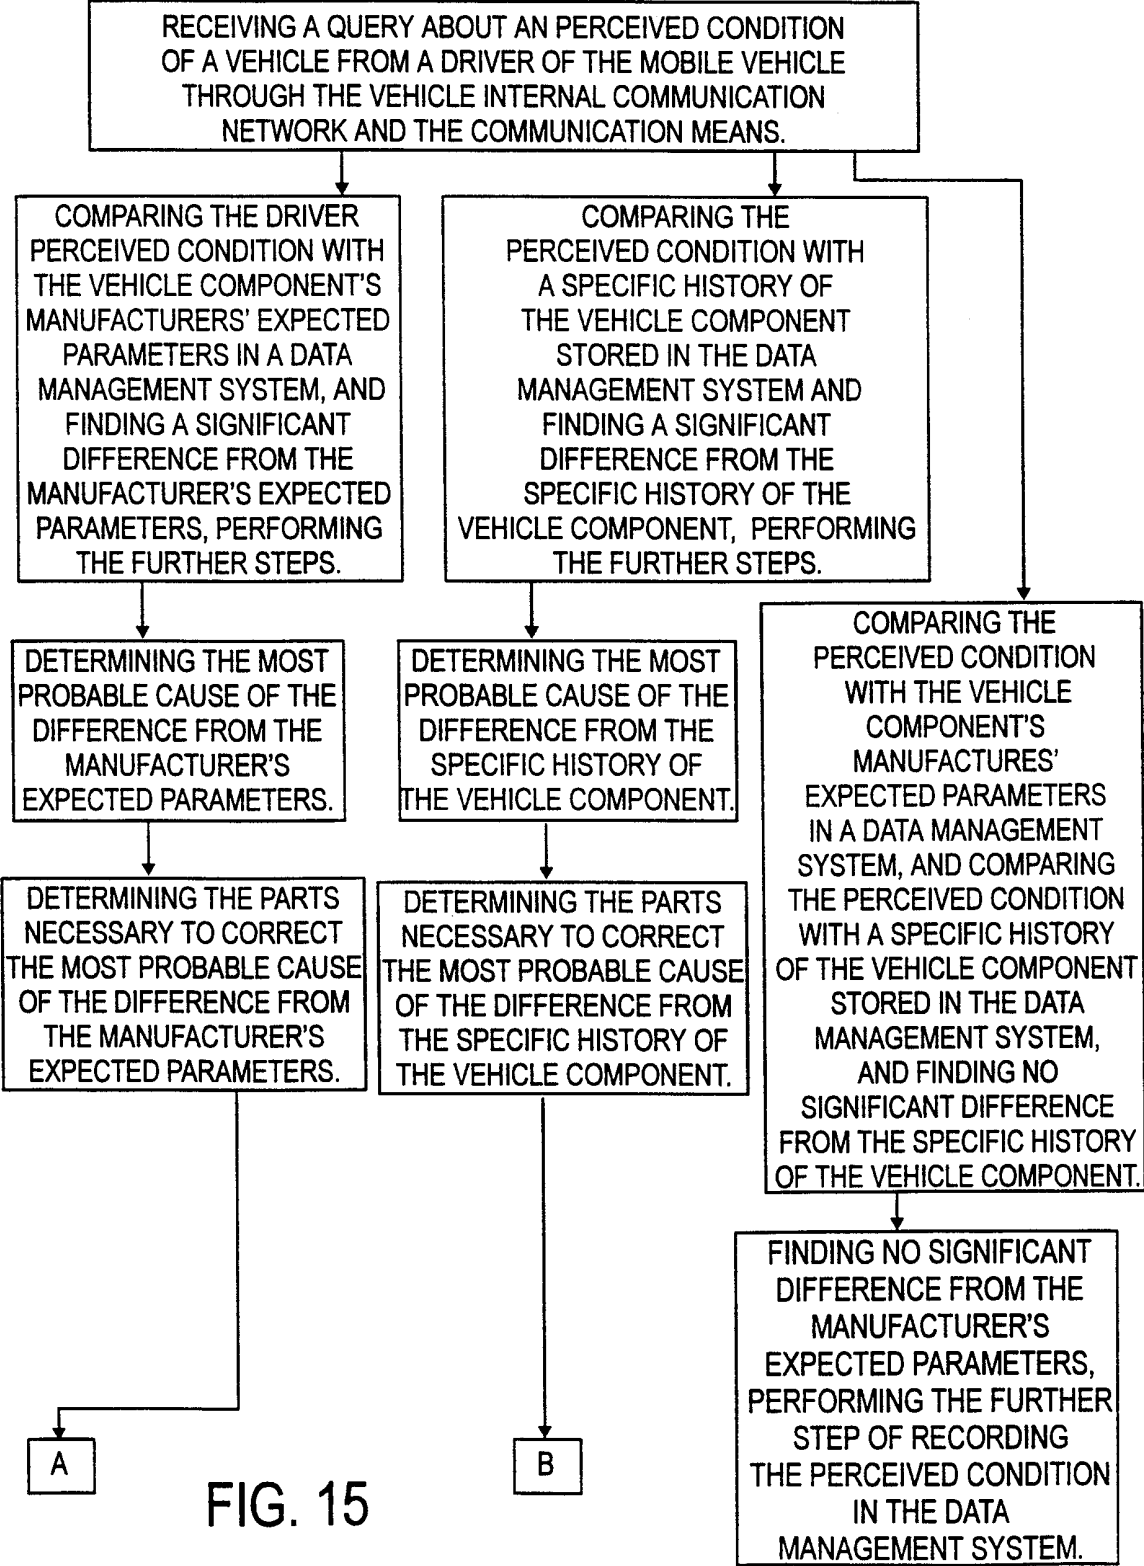 RECEIVING A QUERY ABOUT AN PERCEIVED CONDITION
OF A VEHICLE FROM A DRIVER OF THE MOBILE VEHICLE
THROUGH THE VEHICLE INTERNAL COMMUNICATION
NETWORK AND THE COMMUNICATION MEANS.
COMPARING THE DRIVER
PERCEIVED CONDITION WITH
THE VEHICLE COMPONENT'S
MANUFACTURERS' EXPECTED
PARAMETERS IN A DATA
MANAGEMENT SYSTEM, AND
FINDING A SIGNIFICANT
DIFFERENCE FROM THE
MANUFACTURER'S EXPECTED
PARAMETERS, PERFORMING
THE FURTHER STEPS.
COMPARING THE
PERCEIVED CONDITION WITH
A SPECIFIC HISTORY OF
THE VEHICLE COMPONENT
STORED IN THE DATA
MANAGEMENT SYSTEM AND
FINDING A SIGNIFICANT
DIFFERENCE FROM THE
SPECIFIC HISTORY OF THE
VEHICLE COMPONENT, PERFORMING
THE FURTHER STEPS.
DETERMINING THE MOST
PROBABLE CAUSE OF THE
DIFFERENCE FROM THE
MANUFACTURER'S
EXPECTED PARAMETERS.
DETERMINING THE MOST
PROBABLE CAUSE OF THE
DIFFERENCE FROM THE
SPECIFIC HISTORY OF
THE VEHICLE COMPONENT.
COMPARING THE
PERCEIVED CONDITION
WITH THE VEHICLE
COMPONENT'S
MANUFACTURES'
EXPECTED PARAMETERS
IN A DATA MANAGEMENT
SYSTEM, AND COMPARING
THE PERCEIVED CONDITION
WITH A SPECIFIC HISTORY
OF THE VEHICLE COMPONENT
STORED IN THE DATA
MANAGEMENT SYSTEM,
AND FINDING NO
SIGNIFICANT DIFFERENCE
FROM THE SPECIFIC HISTORY
OF THE VEHICLE COMPONENT.
DETERMINING THE PARTS
NECESSARY TO CORRECT
THE MOST PROBABLE CAUSE
OF THE DIFFERENCE FROM
THE MANUFACTURER'S
EXPECTED PARAMETERS.
DETERMINING THE PARTS
NECESSARY TO CORRECT
THE MOST PROBABLE CAUSE
OF THE DIFFERENCE FROM
THE SPECIFIC HISTORY OF
THE VEHICLE COMPONENT.
FINDING NO SIGNIFICANT
DIFFERENCE FROM THE
MANUFACTURER'S
EXPECTED PARAMETERS,
PERFORMING THE FURTHER
STEP OF RECORDING
THE PERCEIVED CONDITION
IN THE DATA
MANAGEMENT SYSTEM.
A
B
FIG. 15